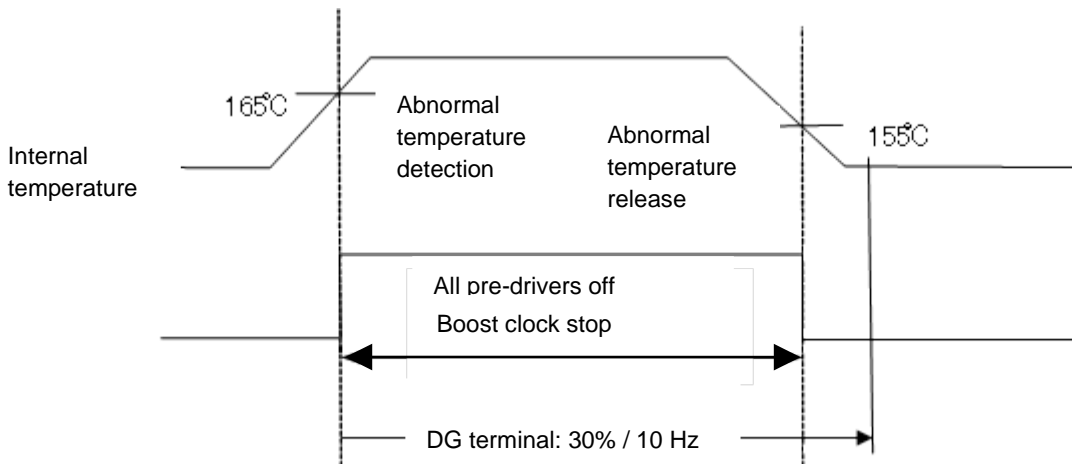 165℃
Abnormal
temperature
detection
Abnormal
temperature
release
155℃
Internal
temperature
All pre-drivers off
Boost clock stop
DG terminal: 30% / 10 Hz